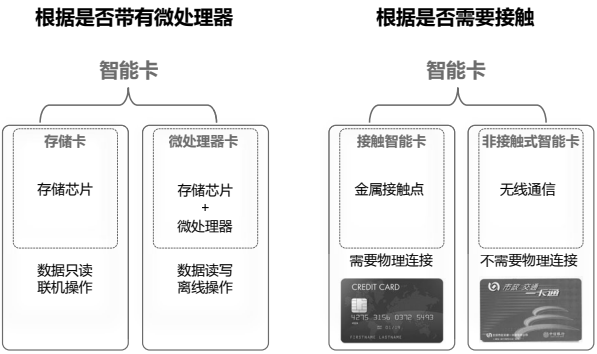 根据是否带有微处理器
智能卡
存储卡
存储芯片
数据只读
联机操作
微处理器卡
存储芯片
+
微处理器
数据读写
离线操作
根据是否需要接触
智能卡
接触智能卡
金属接触点
需要物理连接
CREDIT CARD
4275 3156 0372 5493
01/19
FIRSTNAME LASTNAME
非接触式智能卡
无线通信
不需要物理连接
市政交通
一卡通